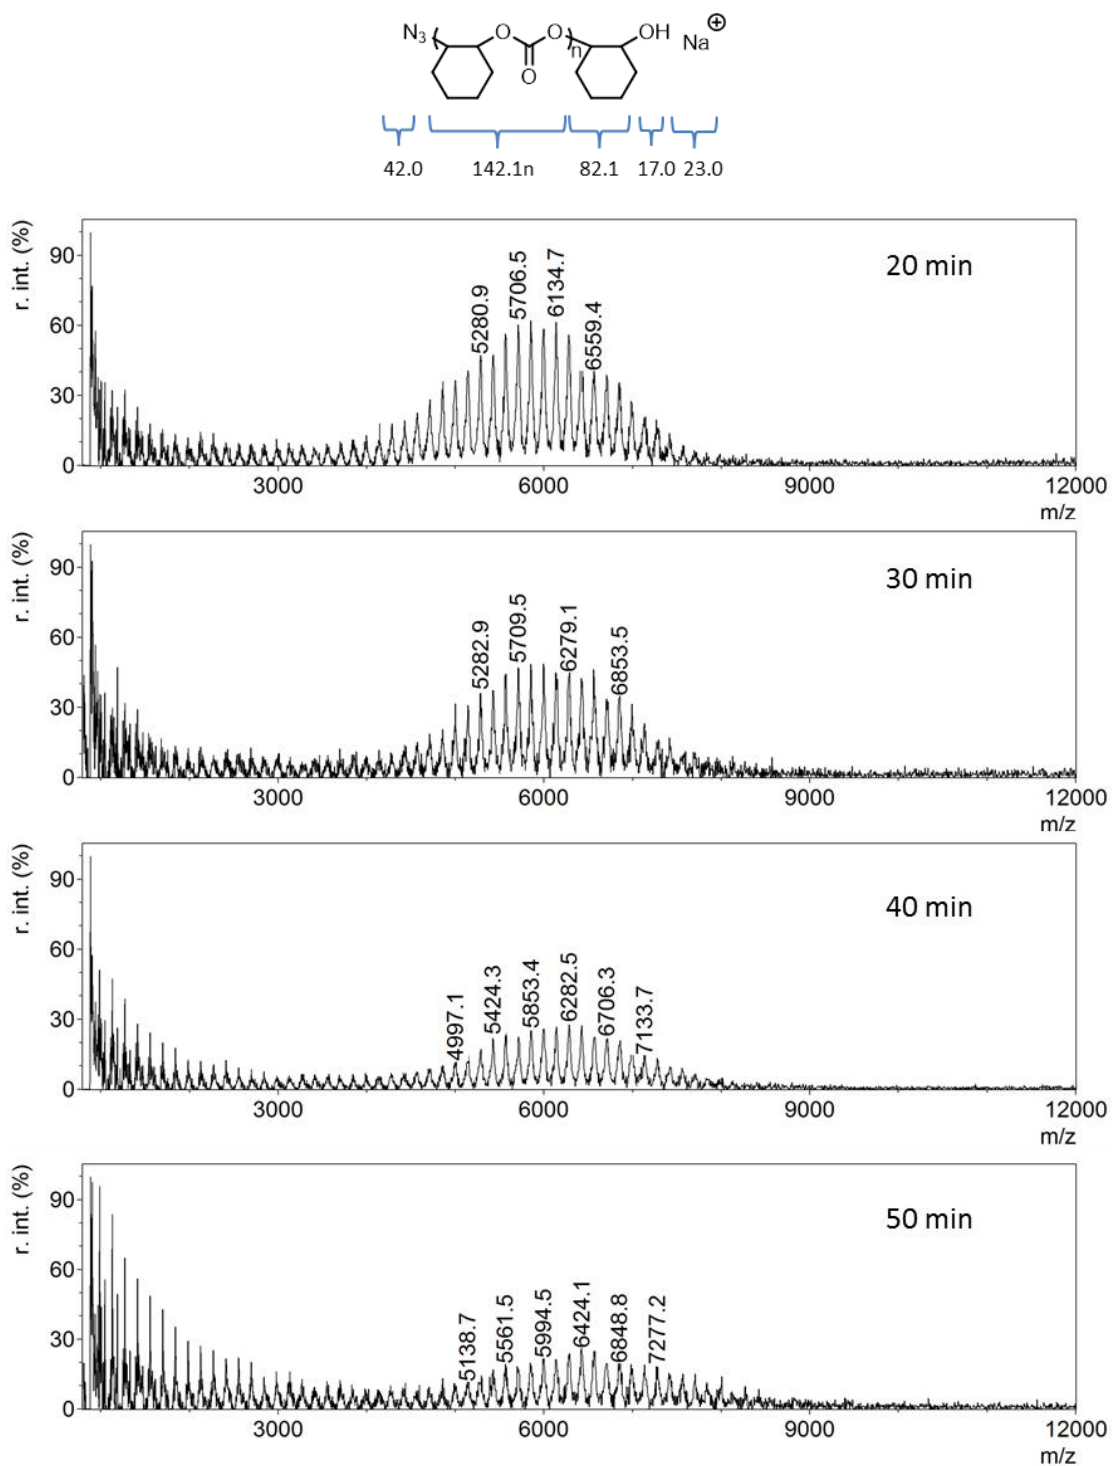 N3 ( O O ) n OH Na ⊕
O
42.0 142.1n 82.1 17.0 23.0
r. int. (%)
90
60
30
0
5280.9
5706.5
6134.7
6559.4
20 min
3000 6000 9000 12000
m/z
r. int. (%)
90
60
30
0
5282.9
5709.5
6279.1
6853.5
30 min
3000 6000 9000 12000
m/z
r. int. (%)
90
60
30
0
4997.1
5424.3
5853.4
6282.5
6706.3
7133.7
40 min
3000 6000 9000 12000
m/z
r. int. (%)
90
60
30
0
5138.7
5561.5
5994.5
6424.1
6848.8
7277.2
50 min
3000 6000 9000 12000
m/z